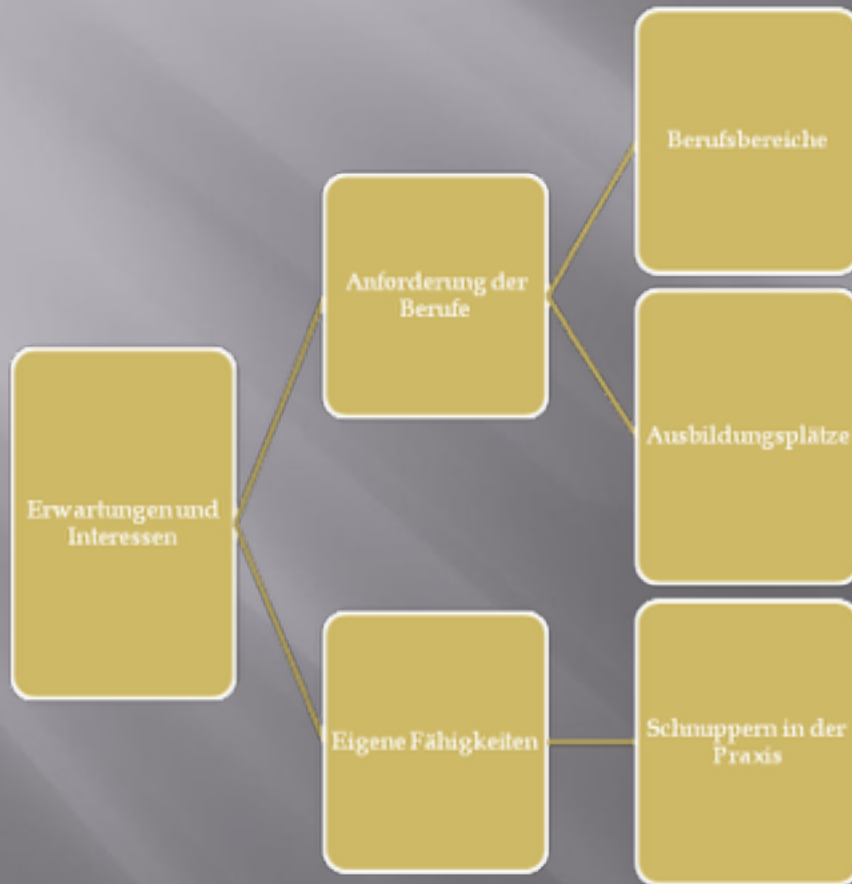 Erwartungen und
Interessen
Anforderung der
Berufe
Berufsbereiche
Ausbildungsplätze
Eigene Fähigkeiten
Schnuppern in der
Praxis